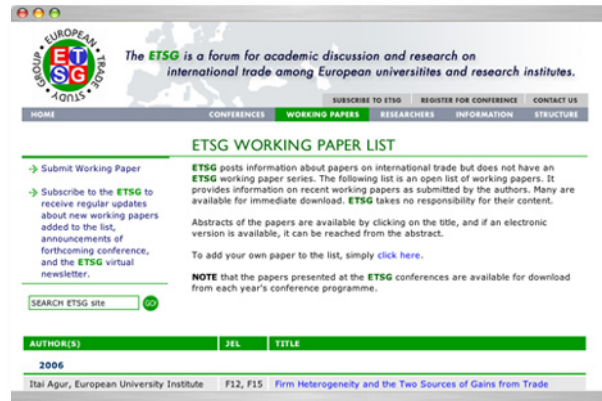 EUROPEAN TRADE STUDY GROUP
ETSG
The ETSG is a forum for academic discussion and research on
international trade among European universitites and research institutes.
SUBSCRIBE TO ETSG REGISTER FOR CONFERENCE CONTACT US
HOME CONFERENCES WORKING PAPERS RESEARCHERS INFORMATION STRUCTURE
ETSG WORKING PAPER LIST
Submit Working Paper
Subscribe to the ETSG to
receive regular updates
about new working papers
added to the list,
announcements of
forthcoming conference,
and the ETSG virtual
newsletter.
SEARCH ETSG site GO
ETSG posts information about papers on international trade but does not have an
ETSG working paper series. The following list is an open list of working papers. It
provides information on recent working papers as submitted by the authors. Many are
available for immediate download. ETSG takes no responsibility for their content.
Abstracts of the papers are available by clicking on the title, and if an electronic
version is available, it can be reached from the abstract.
To add your own paper to the list, simply click here.
NOTE that the papers presented at the ETSG conferences are available for download
from each year's conference programme.
AUTHOR(S) JEL TITLE
2006
Itai Agur, European University Institute F12, F15 Firm Heterogeneity and the Two Sources of Gains from Trade